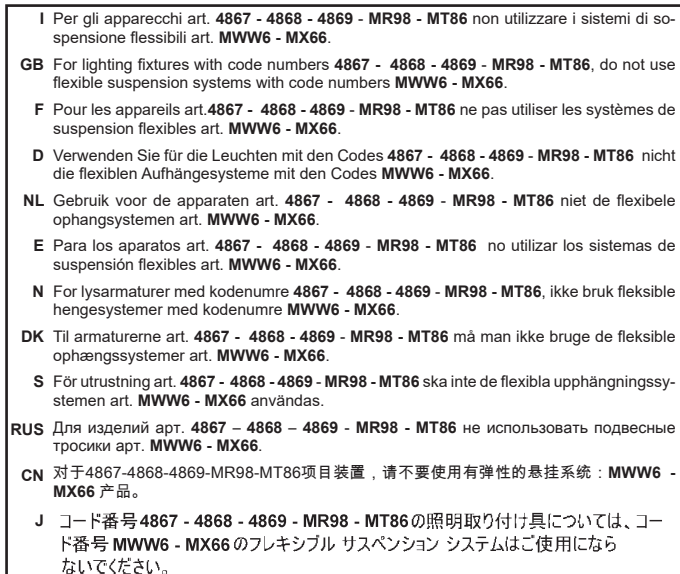 I Per gli apparecchi art. 4867 - 4868 - 4869 - MR98 - MT86 non utilizzare i sistemi di so-
spensione flessibili art. MWW6 - MX66.
GB For lighting fixtures with code numbers 4867 - 4868 - 4869 - MR98 - MT86, do not use
flexible suspension systems with code numbers MWW6 - MX66.
F Pour les appareils art.4867 - 4868 - 4869 - MR98 - MT86 ne pas utiliser les systèmes de
suspension flexibles art. MWW6 - MX66.
D Verwenden Sie für die Leuchten mit den Codes 4867 - 4868 - 4869 - MR98 - MT86 nicht
die flexiblen Aufhängesysteme mit den Codes MWW6 - MX66.
NL Gebruik voor de apparaten art. 4867 - 4868 - 4869 - MR98 - MT86 niet de flexibele
ophangsystemen art. MWW6 - MX66.
E Para los aparatos art. 4867 - 4868 - 4869 - MR98 - MT86 no utilizar los sistemas de
suspensión flexibles art. MWW6 - MX66.
N For lysarmaturer med kodenumre 4867 - 4868 - 4869 - MR98 - MT86, ikke bruk fleksible
hengesystemer med kodenumre MWW6 - MX66.
DK Til armaturerne art. 4867 - 4868 - 4869 - MR98 - MT86 må man ikke bruge de fleksible
ophængssystemer art. MWW6 - MX66.
S För utrustning art. 4867 - 4868 - 4869 - MR98 - MT86 ska inte de flexibla upphängningssy-
stemen art. MWW6 - MX66 användas.
RUS Для изделий арт. 4867 – 4868 – 4869 - MR98 - MT86 не использовать подвесные
тросики арт. MWW6 - MX66.
CN 对于4867-4868-4869-MR98-MT86项目装置，请不要使用有弹性的悬挂系统：MWW6 -
MX66 产品。
J コード番号4867 - 4868 - 4869 - MR98 - MT86の照明取り付け具については、コー
ド番号 MWW6 - MX66 のフレキシブル サスペンション システムはご使用になら
ないでください。